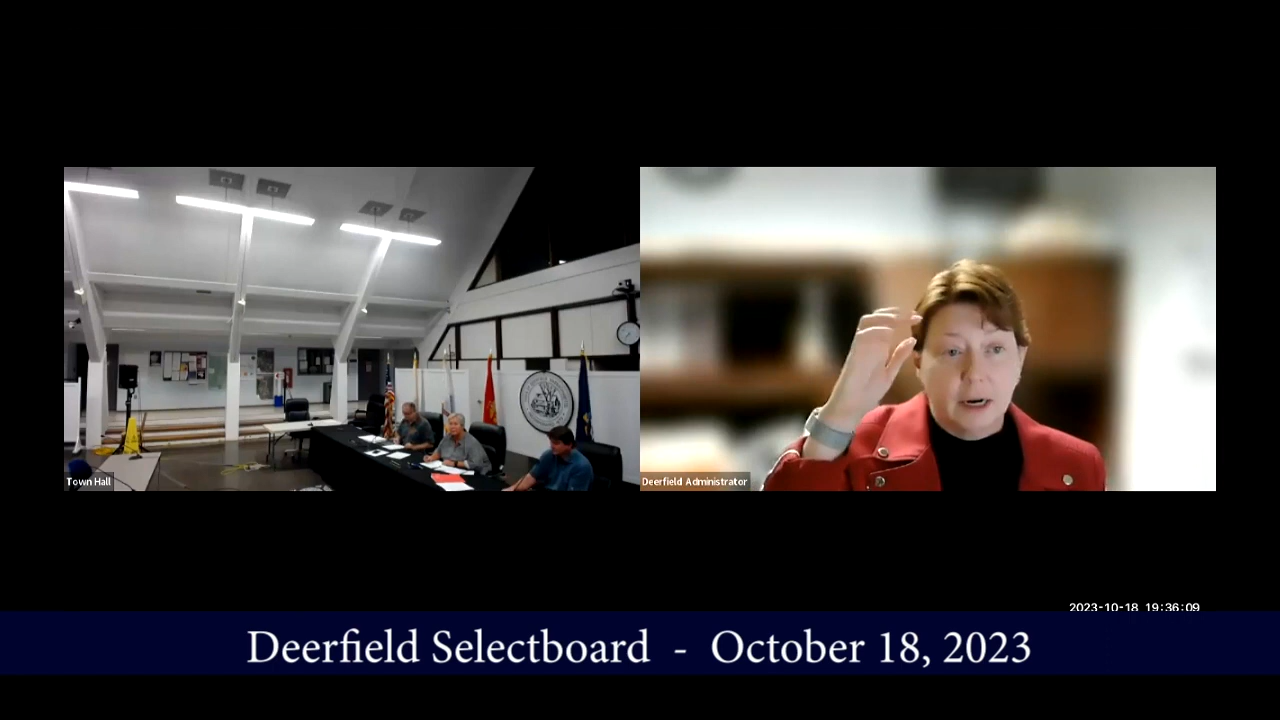 Town Hall
Deerfield Administrator
2023-10-18 19:36:09
Deerfield Selectboard - October 18, 2023